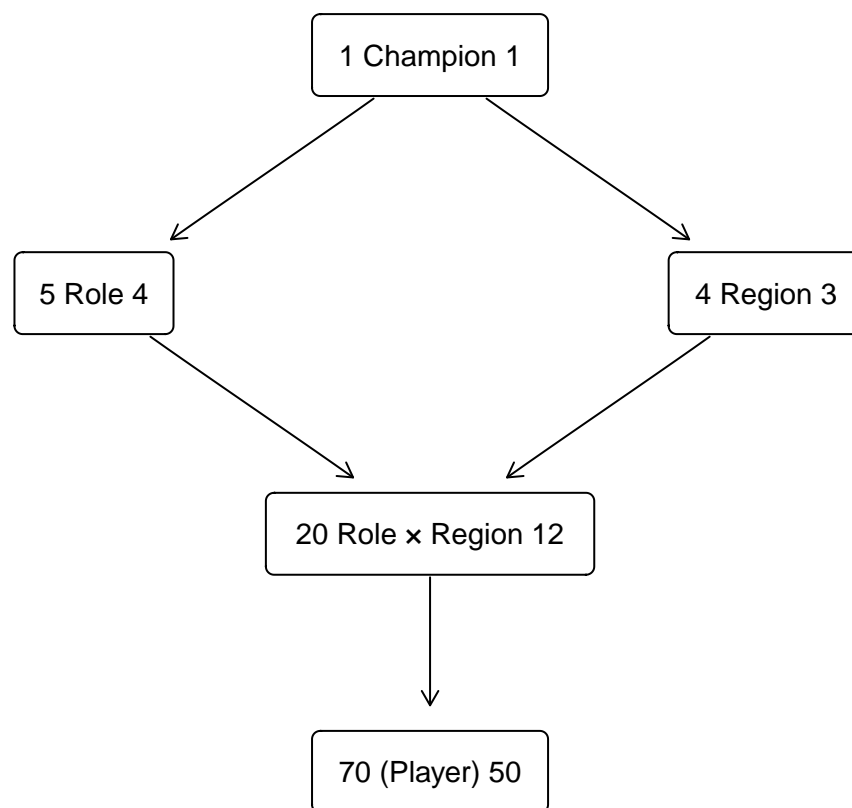 1 Champion 1
5 Role 4
4 Region 3
20 Role × Region 12
70 (Player) 50